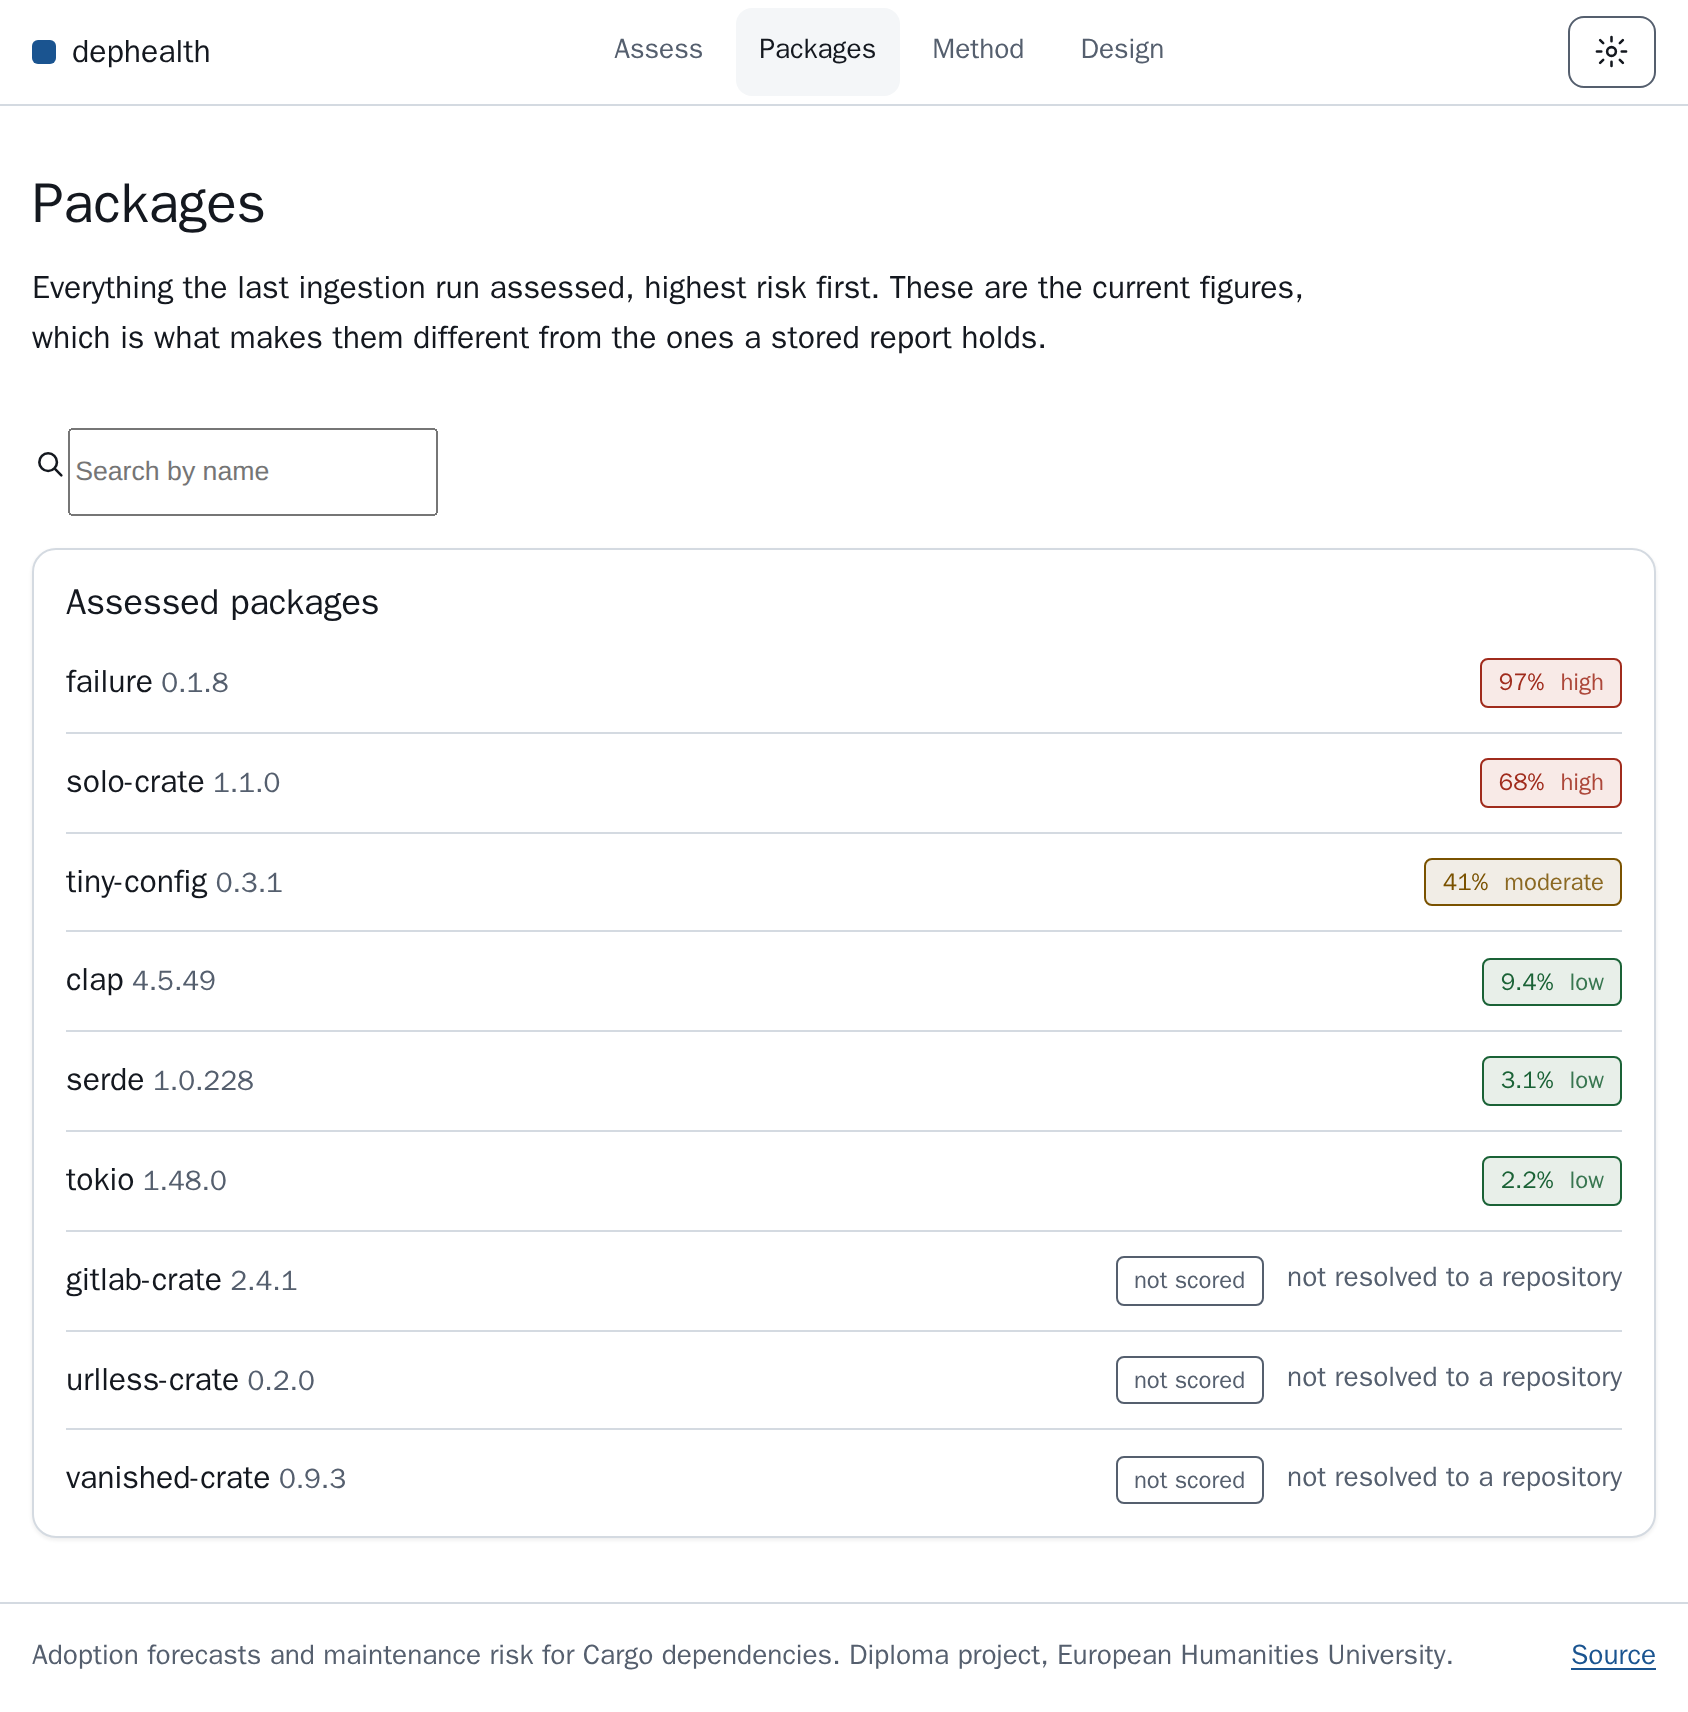 dephealth
Assess Packages Method Design
Packages
Everything the last ingestion run assessed, highest risk first. These are the current figures,
which is what makes them different from the ones a stored report holds.
Search by name
Assessed packages
failure 0.1.8 97% high
solo-crate 1.1.0 68% high
tiny-config 0.3.1 41% moderate
clap 4.5.49 9.4% low
serde 1.0.228 3.1% low
tokio 1.48.0 2.2% low
gitlab-crate 2.4.1 not scored not resolved to a repository
urlless-crate 0.2.0 not scored not resolved to a repository
vanished-crate 0.9.3 not scored not resolved to a repository
Adoption forecasts and maintenance risk for Cargo dependencies. Diploma project, European Humanities University. Source